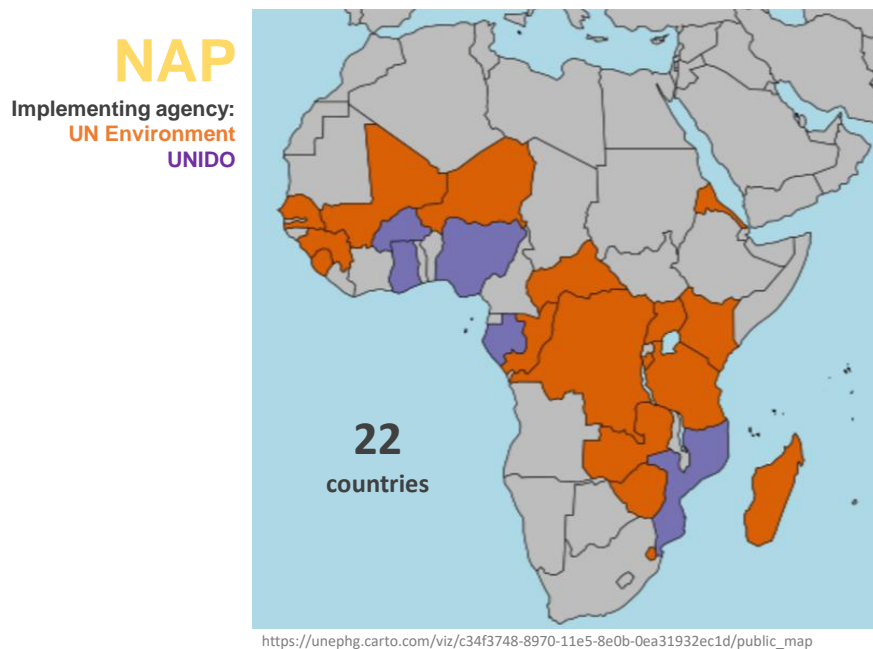 NAP
Implementing agency:
UN Environment
UNIDO
22
countries
https://unephg.carto.com/viz/c34f3748-8970-11e5-8e0b-0ea31932ec1d/public_map